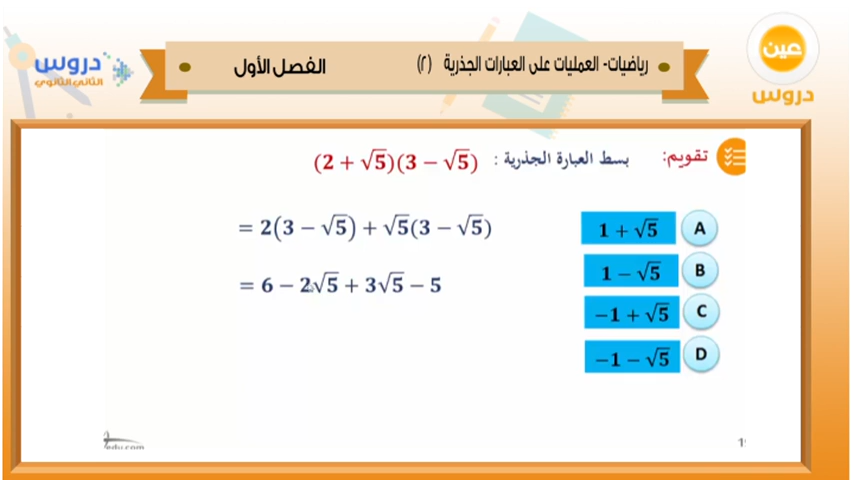 دروس
الثاني الثانوي
الفصل الأول
رياضيات- العمليات على العبارات الجذرية (٢)
عين
دروس
تقويم: بسط العبارة الجذرية : (2 + √5)(3 − √5)
= 2(3 − √5) + √5(3 − √5)
= 6 − 2√5 + 3√5 − 5
1 + √5 A
1 − √5 B
−1 + √5 C
−1 − √5 D
edu.com